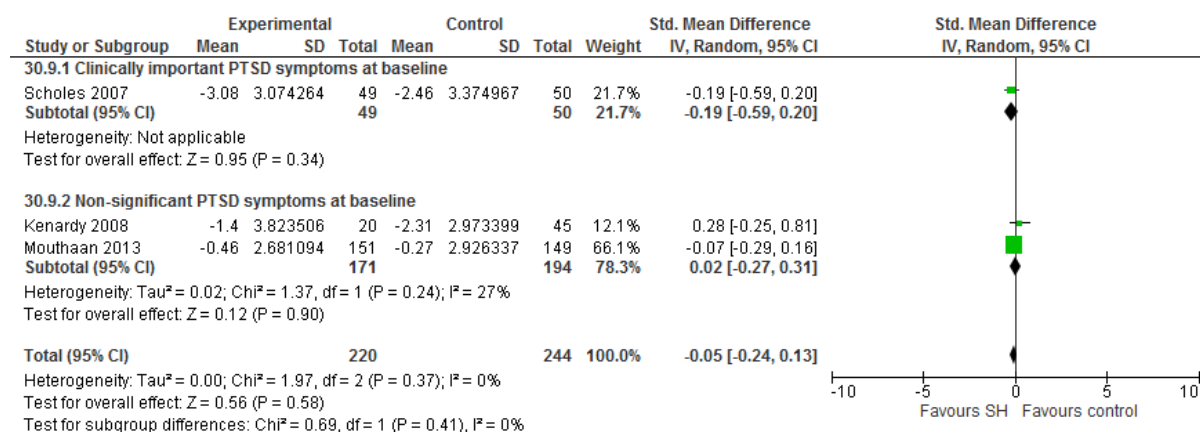 Experimental Control Std. Mean Difference Std. Mean Difference
Study or Subgroup Mean SD Total Mean SD Total Weight IV, Random, 95% CI IV, Random, 95% CI
30.9.1 Clinically important PTSD symptoms at baseline
Scholes 2007 -3.08 3.074264 49 -2.46 3.374967 50 21.7% -0.19 [-0.59, 0.20]
Subtotal (95% CI) 49 50 21.7% -0.19 [-0.59, 0.20]
Heterogeneity: Not applicable
Test for overall effect: Z = 0.95 (P = 0.34)
30.9.2 Non-significant PTSD symptoms at baseline
Kenardy 2008 -1.4 3.823506 20 -2.31 2.973399 45 12.1% 0.28 [-0.25, 0.81]
Mouthaan 2013 -0.46 2.681094 151 -0.27 2.926337 149 66.1% -0.07 [-0.29, 0.16]
Subtotal (95% CI) 171 194 78.3% 0.02 [-0.27, 0.31]
Heterogeneity: Tau² = 0.02; Chi² = 1.37, df = 1 (P = 0.24); I² = 27%
Test for overall effect: Z = 0.12 (P = 0.90)
Total (95% CI) 220 244 100.0% -0.05 [-0.24, 0.13]
Heterogeneity: Tau² = 0.00; Chi² = 1.97, df = 2 (P = 0.37); I² = 0%
Test for overall effect: Z = 0.56 (P = 0.58)
Test for subgroup differences: Chi² = 0.69, df = 1 (P = 0.41), I² = 0%
-10 -5 0 5 10
Favours SH Favours control